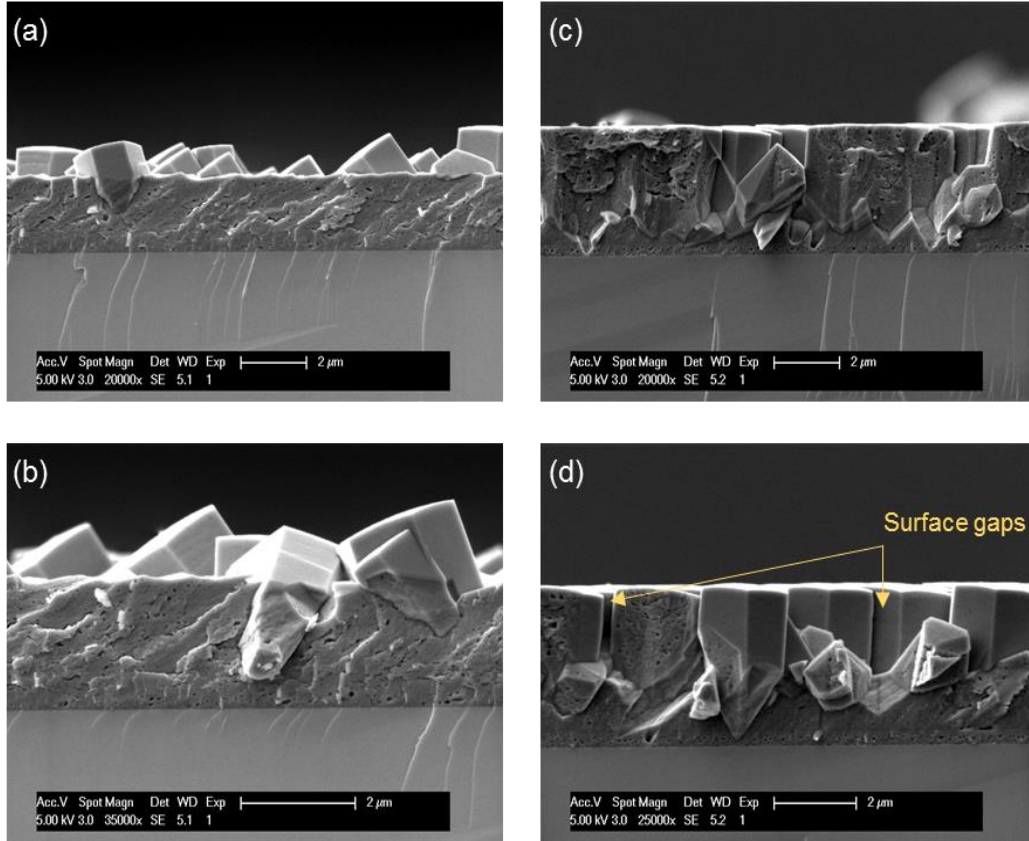 (a)
Acc.V Spot Magn Det WD Exp 2 µm
5.00 kV 3.0 20000x SE 5.1 1
(b)
Acc.V Spot Magn Det WD Exp 2 µm
5.00 kV 3.0 35000x SE 5.1 1
(c)
Acc.V Spot Magn Det WD Exp 2 µm
5.00 kV 3.0 20000x SE 5.2 1
(d)
Surface gaps
Acc.V Spot Magn Det WD Exp 2 µm
5.00 kV 3.0 25000x SE 5.2 1